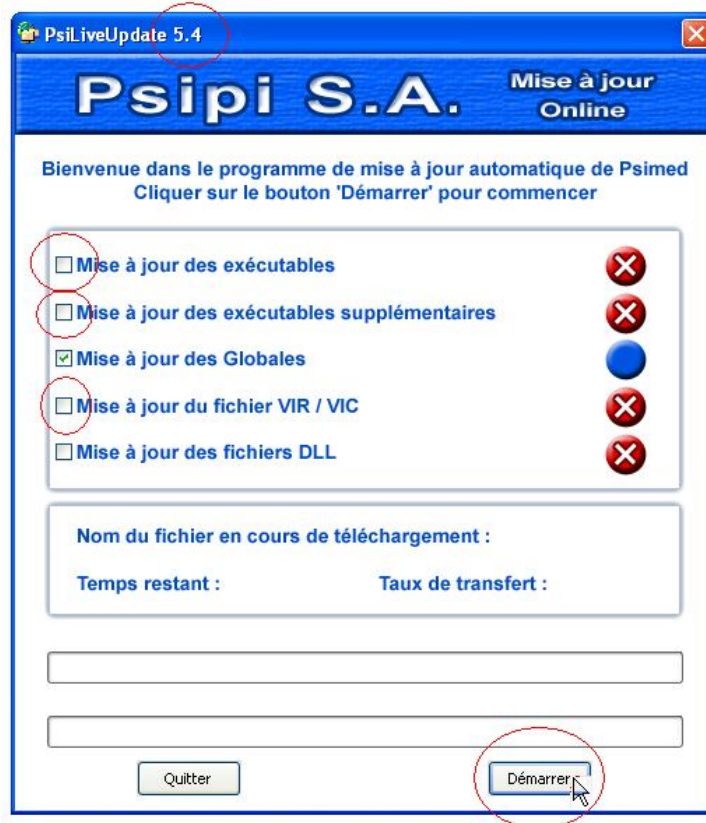 PsiLiveUpdate 5.4
Psipi S.A.
Mise à jour
Online
Bienvenue dans le programme de mise à jour automatique de Psimed
Cliquer sur le bouton 'Démarrer' pour commencer
Mise à jour des exécutables
Mise à jour des exécutables supplémentaires
Mise à jour des Globales
Mise à jour du fichier VIR / VIC
Mise à jour des fichiers DLL
Nom du fichier en cours de téléchargement :
Temps restant :
Taux de transfert :
Quitter
Démarrer